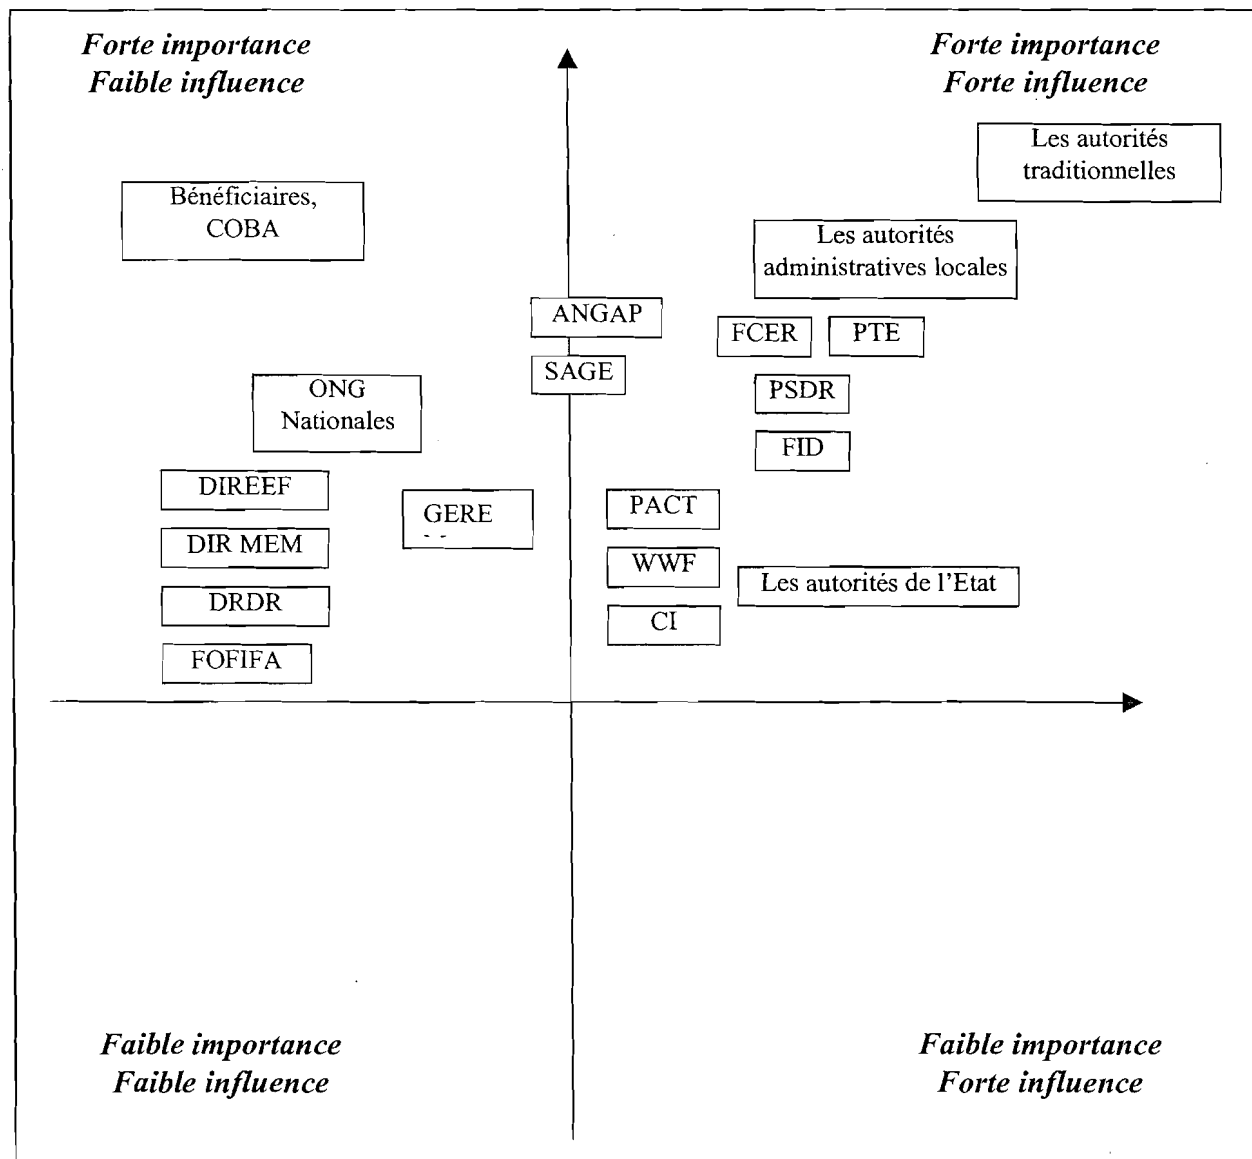 Forte importance
Faible influence
Forte importance
Forte influence
Les autorités
traditionnelles
Bénéficiaires,
COBA
Les autorités
administratives locales
ANGAP
FCER
PTE
SAGE
ONG
Nationales
PSDR
FID
DIREEF
GERE
PACT
DIR MEM
WWF
Les autorités de l'Etat
DRDR
CI
FOFIFA
Faible importance
Faible influence
Faible importance
Forte influence